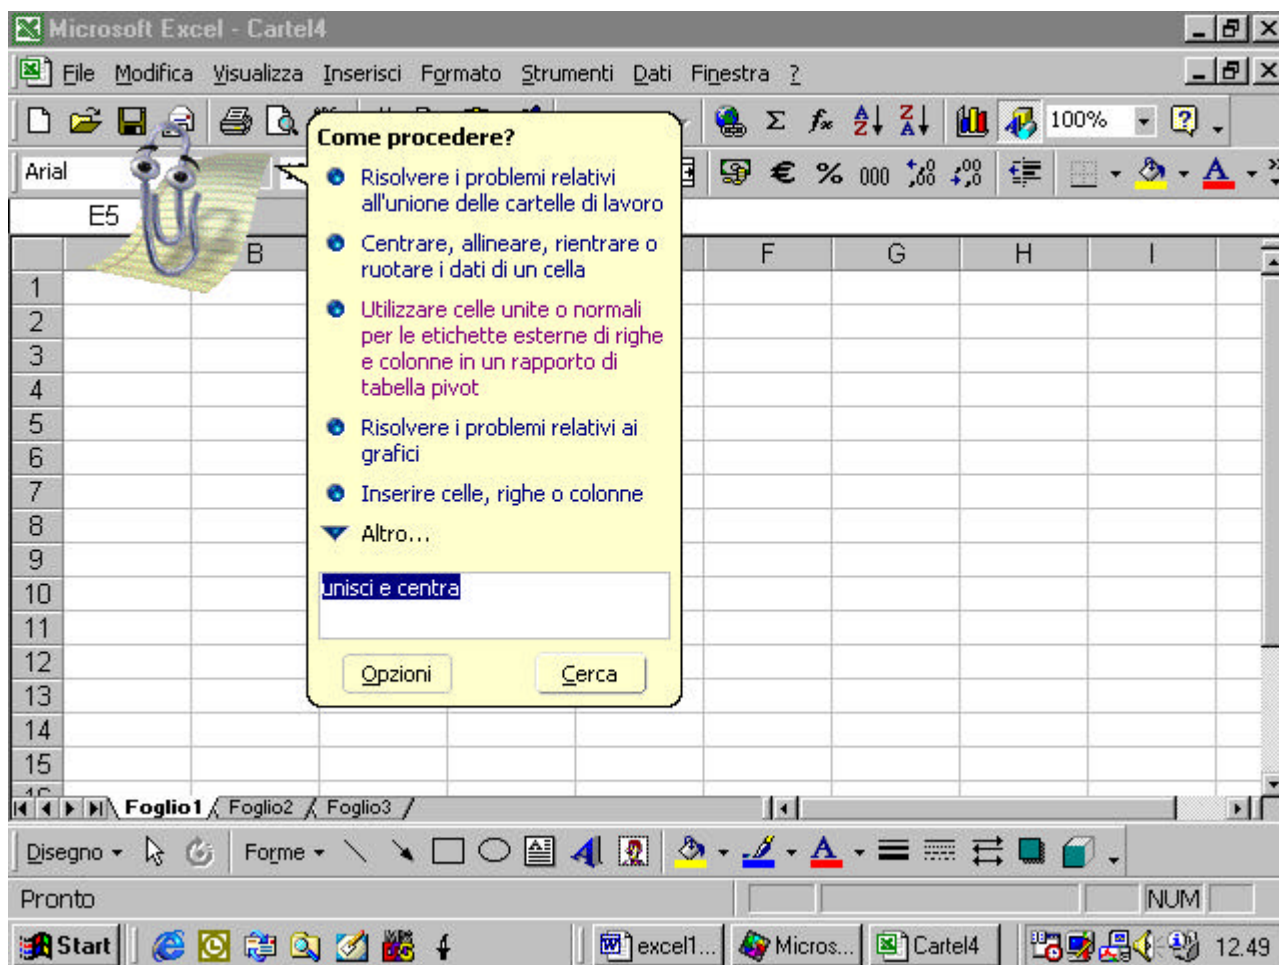 Microsoft Excel - Cartel4
File Modifica Visualizza Inserisci Formato Strumenti Dati Finestra ?
100%
Arial
€ % 000
E5
B F G H I
Come procedere?
Risolvere i problemi relativi
all'unione delle cartelle di lavoro
Centrare, allineare, rientrare o
ruotare i dati di un cella
Utilizzare celle unite o normali
per le etichette esterne di righe
e colonne in un rapporto di
tabella pivot
Risolvere i problemi relativi ai
grafici
Inserire celle, righe o colonne
Altro...
unisci e centra
Opzioni Cerca
1
2
3
4
5
6
7
8
9
10
11
12
13
14
15
Foglio1 Foglio2 Foglio3
Disegno Forme
Pronto NUM
Start excel1... Micros... Cartel4 12.49